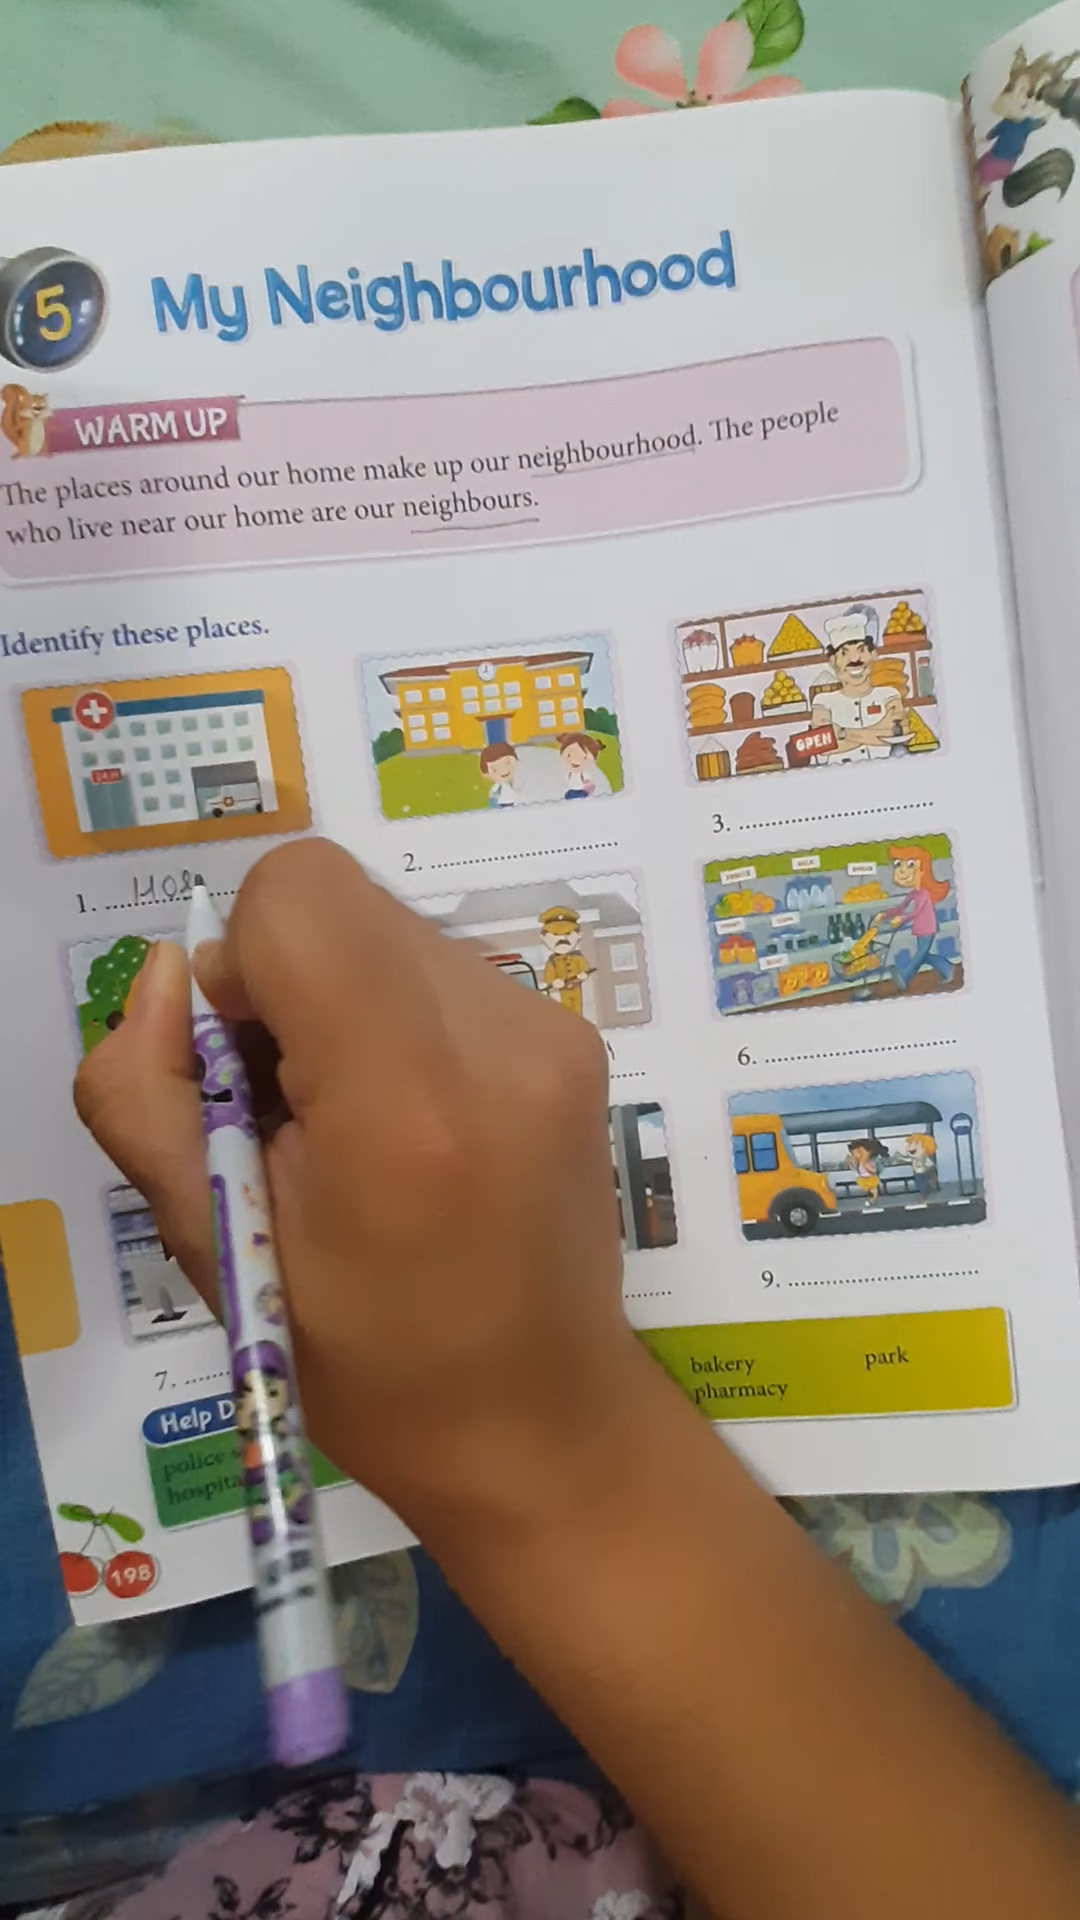 5
My Neighbourhood
WARM UP
The places around our home make up our neighbourhood. The people
who live near our home are our neighbours.
Identify these places.
OPEN
1. Hos
2.
3.
6.
7.
9.
Help D
police
hospita
bakery
park
pharmacy
198